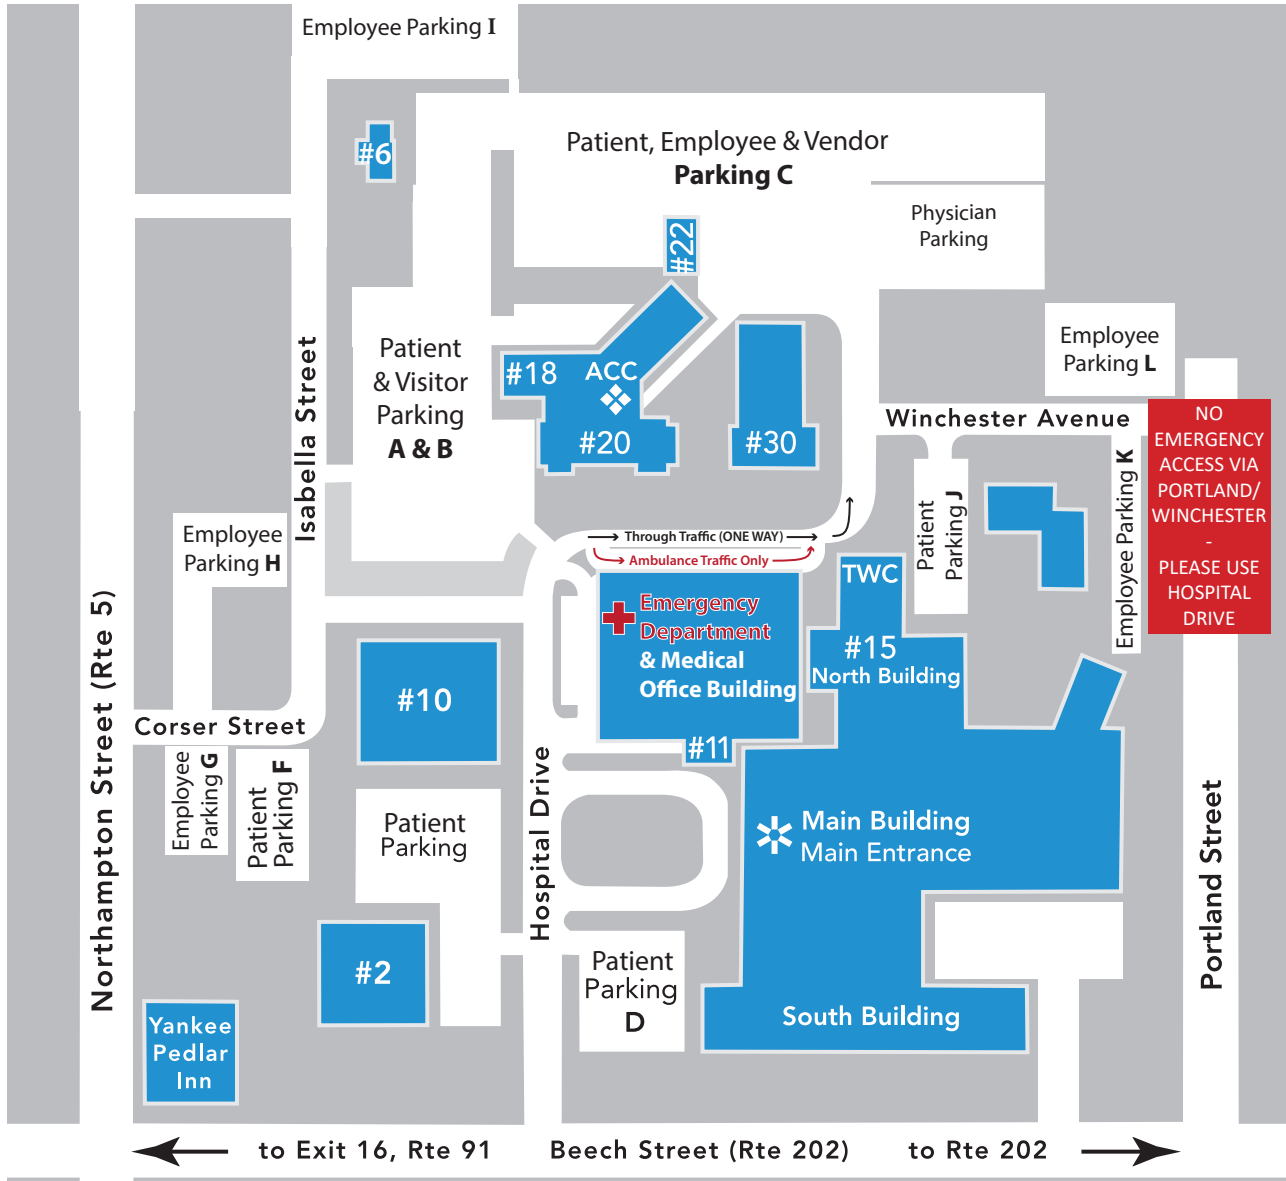 Employee Parking I
#6
Patient, Employee & Vendor
Parking C
Physician
Parking
#22
Employee
Parking L
Patient
& Visitor
Parking
A & B
Isabella Street
#18
ACC
#20
#30
Winchester Avenue
NO
EMERGENCY
ACCESS VIA
PORTLAND/
WINCHESTER
-
PLEASE USE
HOSPITAL
DRIVE
Employee Parking K
Patient
Parking J
Employee
Parking H
Through Traffic (ONE WAY)
Ambulance Traffic Only
TWC
Emergency
Department
& Medical
Office Building
#15
North Building
#10
#11
Northampton Street (Rte 5)
Corser Street
Employee
Parking G
Patient
Parking F
Patient
Parking
Hospital Drive
Main Building
Main Entrance
Portland Street
#2
Patient
Parking
D
South Building
Yankee
Pedlar
Inn
to Exit 16, Rte 91
Beech Street (Rte 202)
to Rte 202